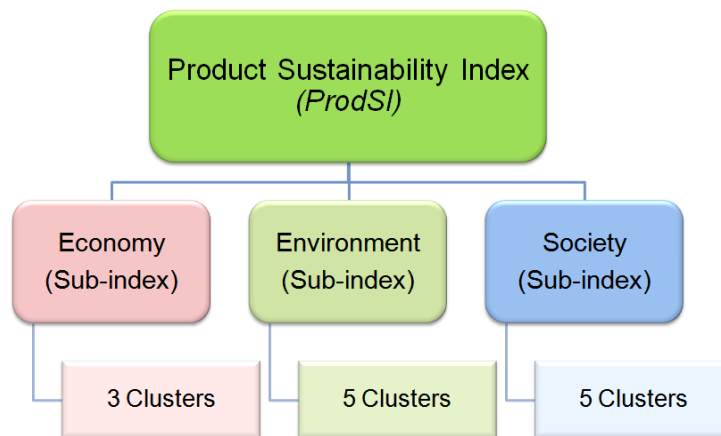 Product Sustainability Index
(ProdSI)
Economy
(Sub-index)
Environment
(Sub-index)
Society
(Sub-index)
3 Clusters
5 Clusters
5 Clusters